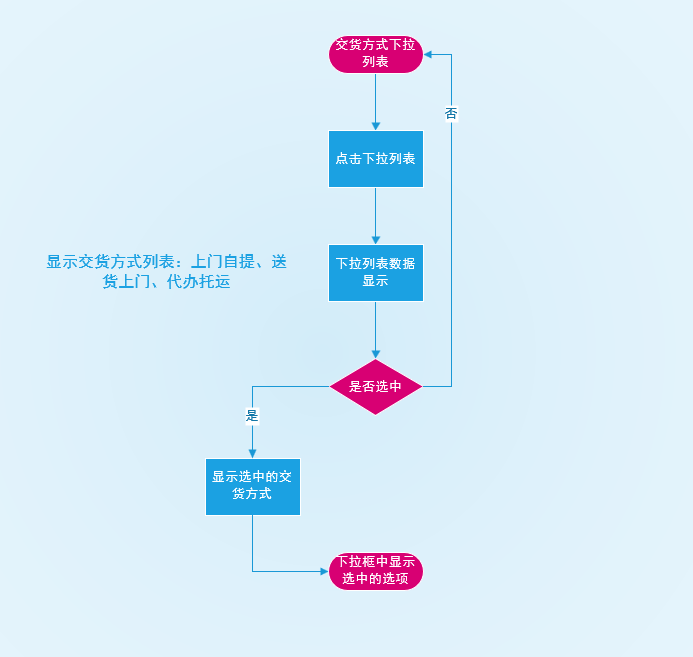 交货方式下拉
列表
否
点击下拉列表
显示交货方式列表：上门自提、送
货上门、代办托运
下拉列表数据
显示
是否选中
是
显示选中的交
货方式
下拉框中显示
选中的选项